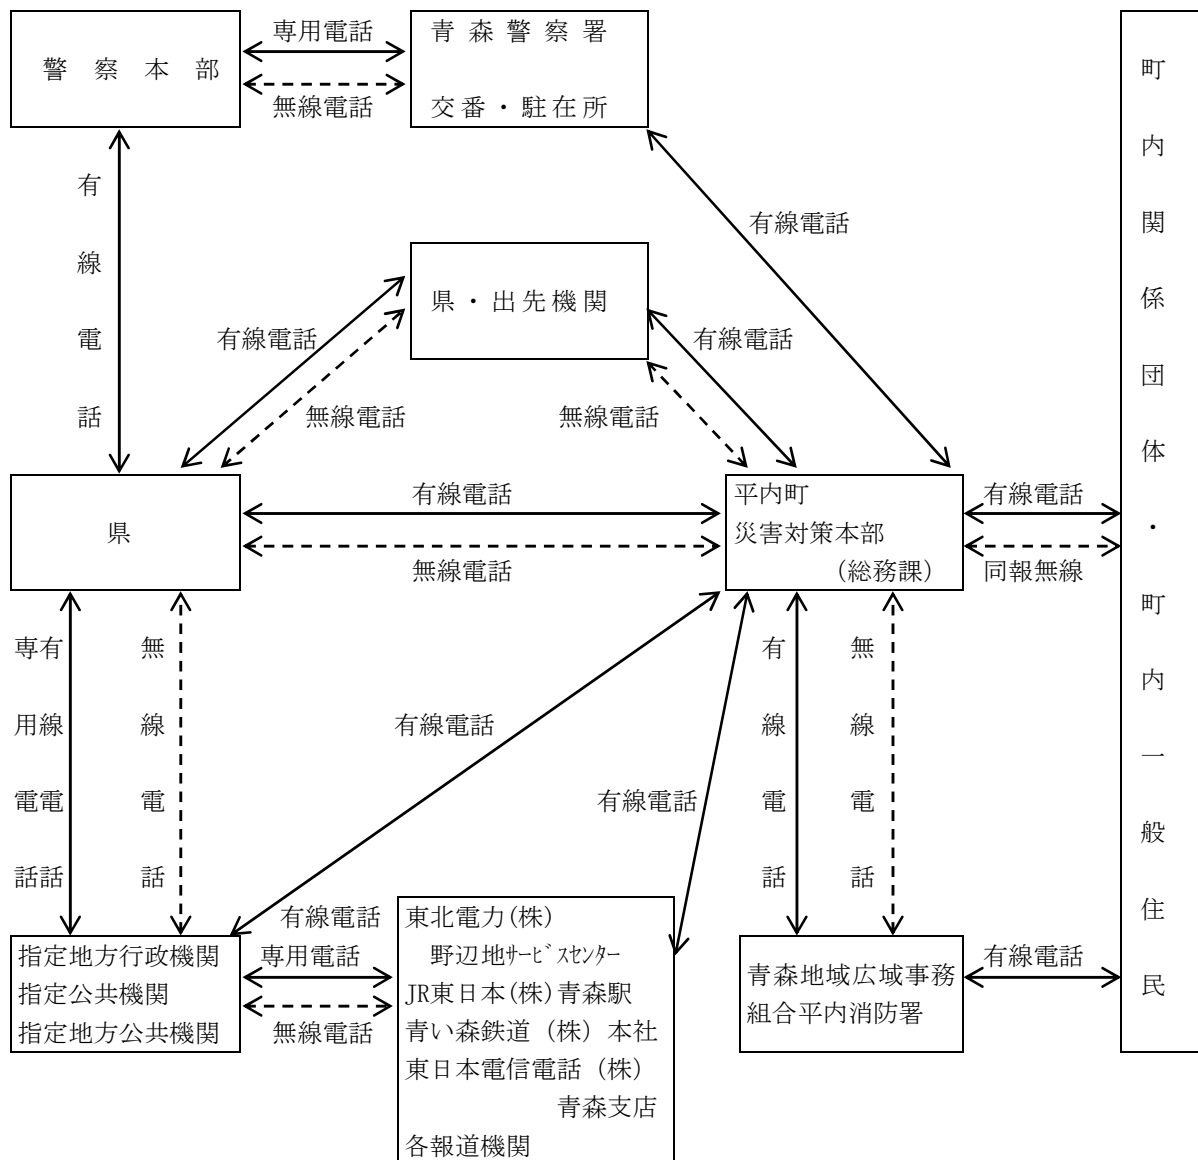 専用電話
警察本部
無線電話
青森警察署
交番・駐在所
有線電話
有線電話
県・出先機関
有線電話
無線電話
有線電話
無線電話
県
有線電話
無線電話
平内町
災害対策本部
(総務課)
有線電話
同報無線
町内関係団体・町内一般住民
専用電話
有線電話
無線電話
有線電話
有線電話
有線電話
無線電話
指定地方行政機関
指定公共機関
指定地方公共機関
有線電話
専用電話
無線電話
東北電力(株)
野辺地ｻｰﾋﾞｽｾﾝﾀｰ
JR東日本(株)青森駅
青い森鉄道(株)本社
東日本電信電話(株)
青森支店
各報道機関
青森地域広域事務
組合平内消防署
有線電話